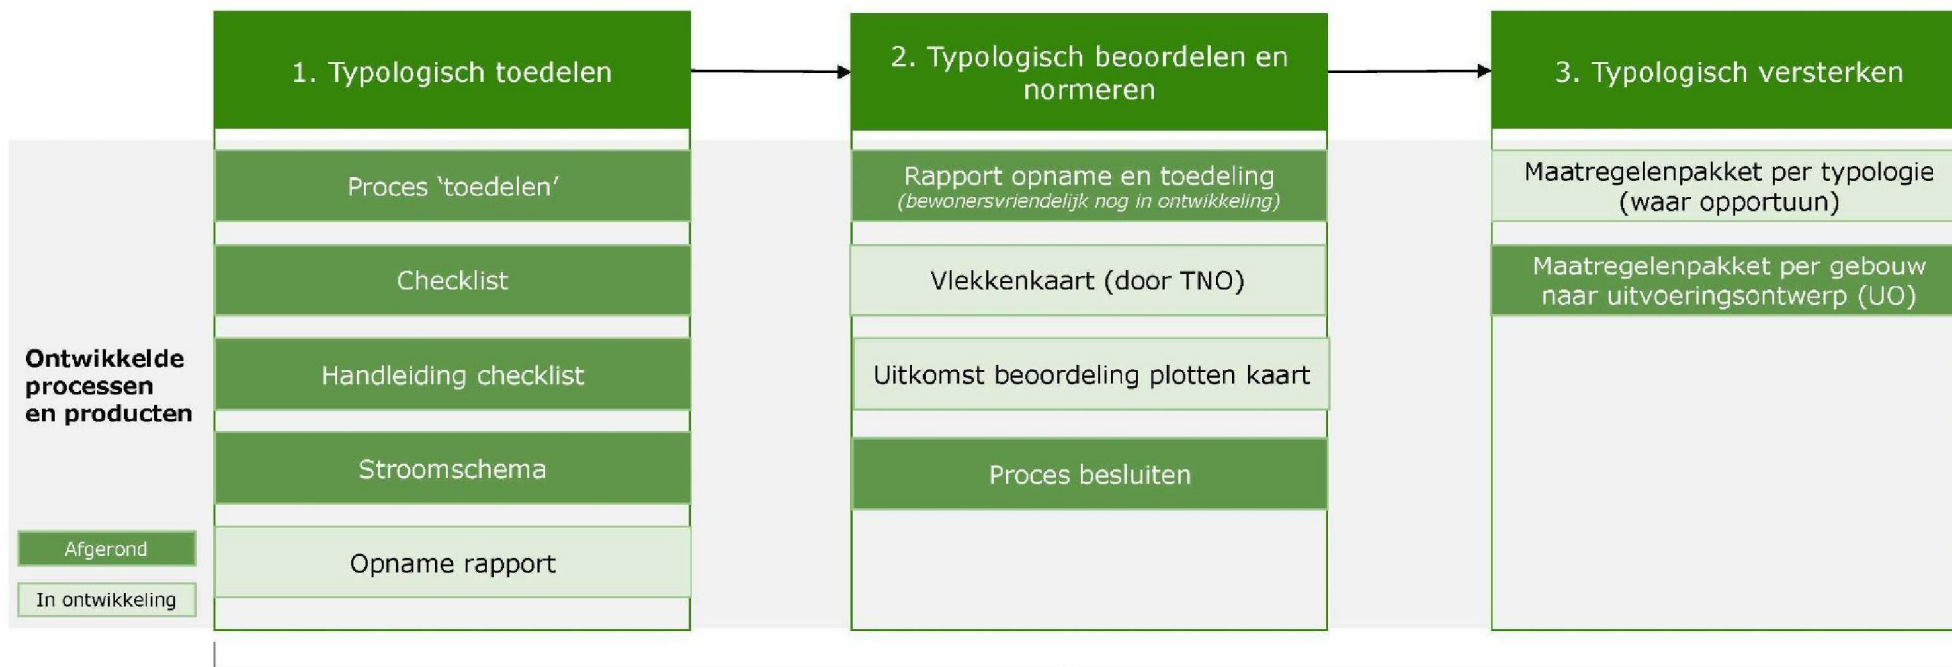 1. Typologisch toedelen
2. Typologisch beoordelen en
normeren
3. Typologisch versterken
Ontwikkelde
processen
en producten
Afgerond
In ontwikkeling
Proces ‘toedelen’
Checklist
Handleiding checklist
Stroomschema
Opname rapport
Rapport opname en toedeling
(bewonersvriendelijk nog in ontwikkeling)
Vlekkenkaart (door TNO)
Uitkomst beoordeling plotten kaart
Proces besluiten
Maatregelenpakket per typologie
(waar opportuun)
Maatregelenpakket per gebouw
naar uitvoeringsontwerp (UO)